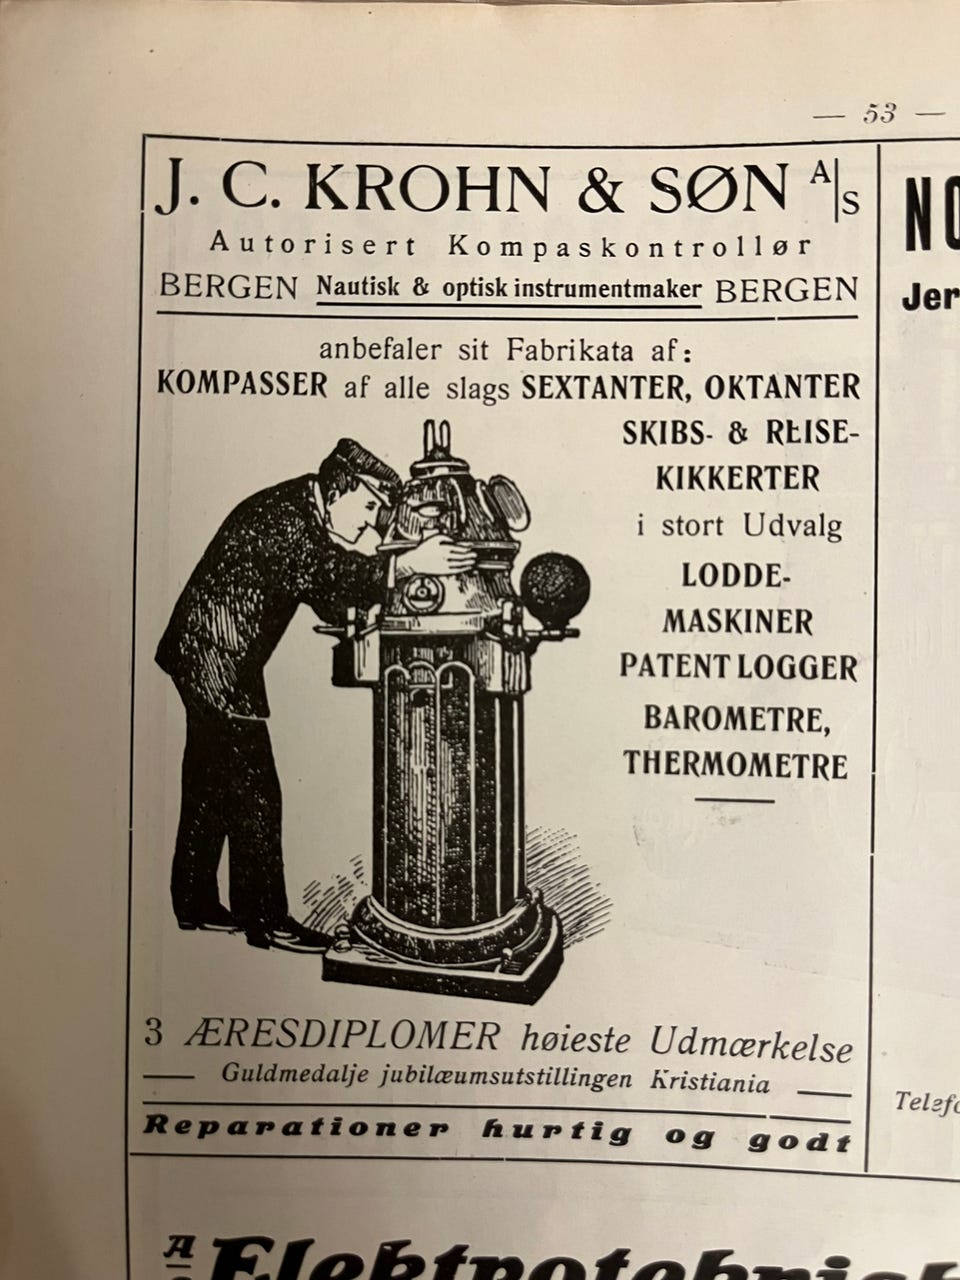 — 53 —
J. C. KROHN & SØN A/S
Autorisert Kompaskontrollør
BERGEN Nautisk & optisk instrumentmaker BERGEN
anbefaler sit Fabrikata af:
KOMPASSER af alle slags SEXTANTER, OKTANTER
SKIBS- & REISE-
KIKKERTER
i stort Udvalg
LODDE-
MASKINER
PATENT LOGGER
BAROMETRE,
THERMOMETRE
3 ÆRESDIPLOMER høieste Udmærkelse
Guldmedalje jubilæumsutstillingen Kristiania
Reparationer hurtig og godt
NO
Jer
Telefo
A
Elektrotekni